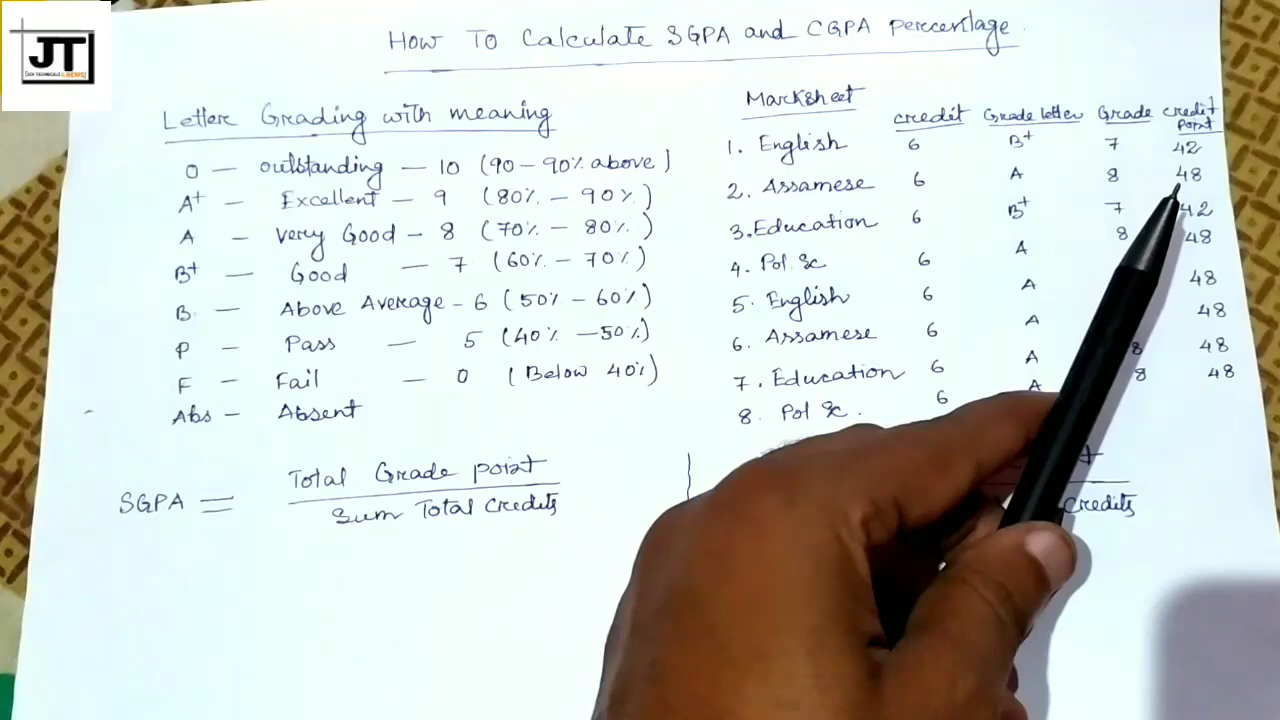 JT
How To Calculate SGPA and CGPA percentage
Letter Grading with meaning
O — outstanding — 10 (90 - 90% above)
A+ — Excellent — 9 (80% - 90%)
A — very Good — 8 (70% - 80%)
B+ — Good — 7 (60% - 70%)
B — Above Average - 6 (50% - 60%)
P — Pass — 5 (40% - 50%)
F — Fail — 0 (Below 40%)
Abs - Absent
SGPA = Total Grade point
Sum Total Credits
Marksheet
credit Grade letter Grade credit point
1. English 6 B+ 7 42
2. Assamese 6 A 8 48
3. Education 6 B+ 7 42
4. Pol. Sc 6 A 8 48
5. English 6 A 48
6. Assamese 6 A 48
7. Education 6 A 8 48
8. Pol Sc. 6 A 8 48
Credits